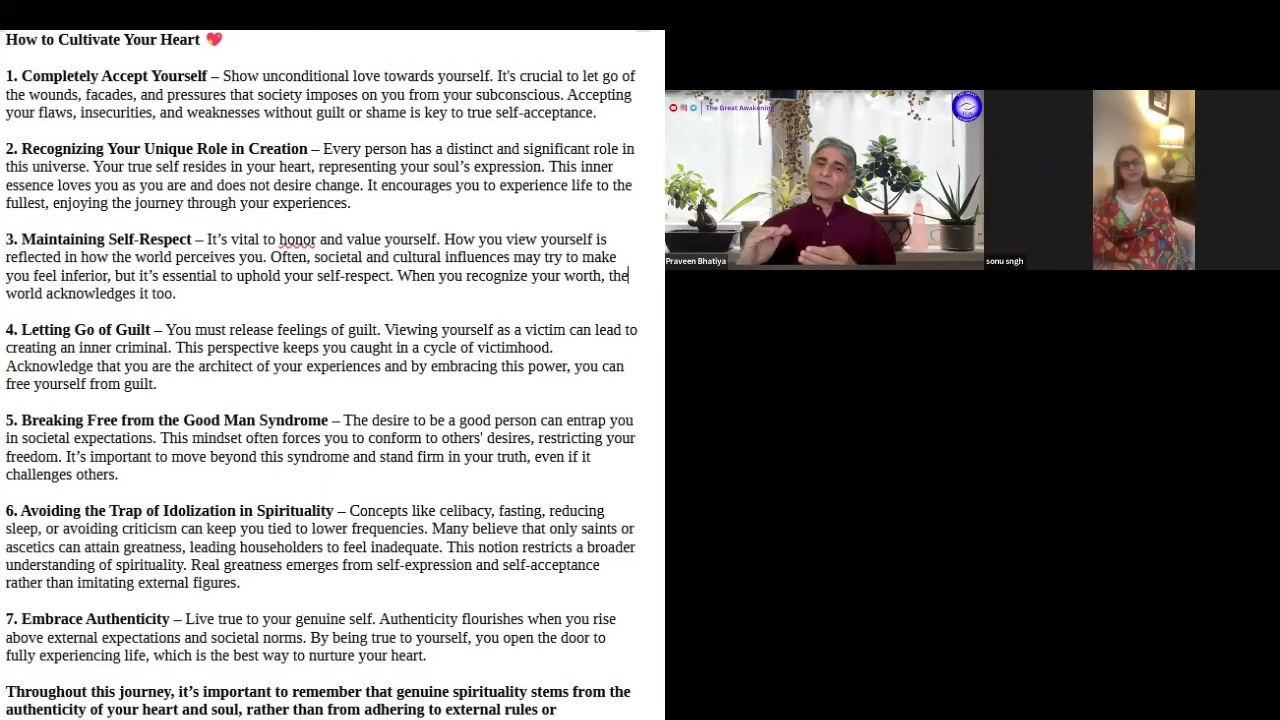 How to Cultivate Your Heart 💖
1. Completely Accept Yourself – Show unconditional love towards yourself. It's crucial to let go of
the wounds, facades, and pressures that society imposes on you from your subconscious. Accepting
your flaws, insecurities, and weaknesses without guilt or shame is key to true self-acceptance.
2. Recognizing Your Unique Role in Creation – Every person has a distinct and significant role in
this universe. Your true self resides in your heart, representing your soul’s expression. This inner
essence loves you as you are and does not desire change. It encourages you to experience life to the
fullest, enjoying the journey through your experiences.
3. Maintaining Self-Respect – It’s vital to honor and value yourself. How you view yourself is
reflected in how the world perceives you. Often, societal and cultural influences may try to make
you feel inferior, but it’s essential to uphold your self-respect. When you recognize your worth, the
world acknowledges it too.
4. Letting Go of Guilt – You must release feelings of guilt. Viewing yourself as a victim can lead to
creating an inner criminal. This perspective keeps you caught in a cycle of victimhood.
Acknowledge that you are the architect of your experiences and by embracing this power, you can
free yourself from guilt.
5. Breaking Free from the Good Man Syndrome – The desire to be a good person can entrap you
in societal expectations. This mindset often forces you to conform to others' desires, restricting your
freedom. It’s important to move beyond this syndrome and stand firm in your truth, even if it
challenges others.
6. Avoiding the Trap of Idolization in Spirituality – Concepts like celibacy, fasting, reducing
sleep, or avoiding criticism can keep you tied to lower frequencies. Many believe that only saints or
ascetics can attain greatness, leading householders to feel inadequate. This notion restricts a broader
understanding of spirituality. Real greatness emerges from self-expression and self-acceptance
rather than imitating external figures.
7. Embrace Authenticity – Live true to your genuine self. Authenticity flourishes when you rise
above external expectations and societal norms. By being true to yourself, you open the door to
fully experiencing life, which is the best way to nurture your heart.
Throughout this journey, it’s important to remember that genuine spirituality stems from the
authenticity of your heart and soul, rather than from adhering to external rules or
The Great Awakening
Praveen Bhatiya
sonu sngh